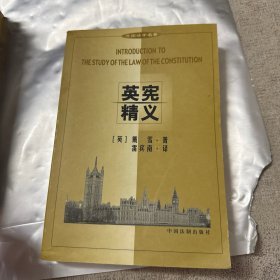 INTRODUCTION TO
THE STUDY OF THE LAW OF THE CONSTITUTION
英宪
精义
[英] 戴 雪·著
雷宾南·译
中国法制出版社